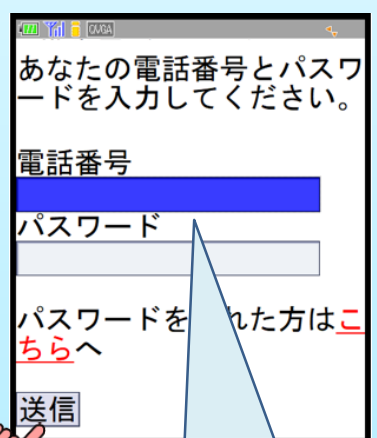 QVGA
あなたの電話番号とパスワ
ードを入力してください。
電話番号
パスワード
パスワードを れた方はこ
ちらへ
送信